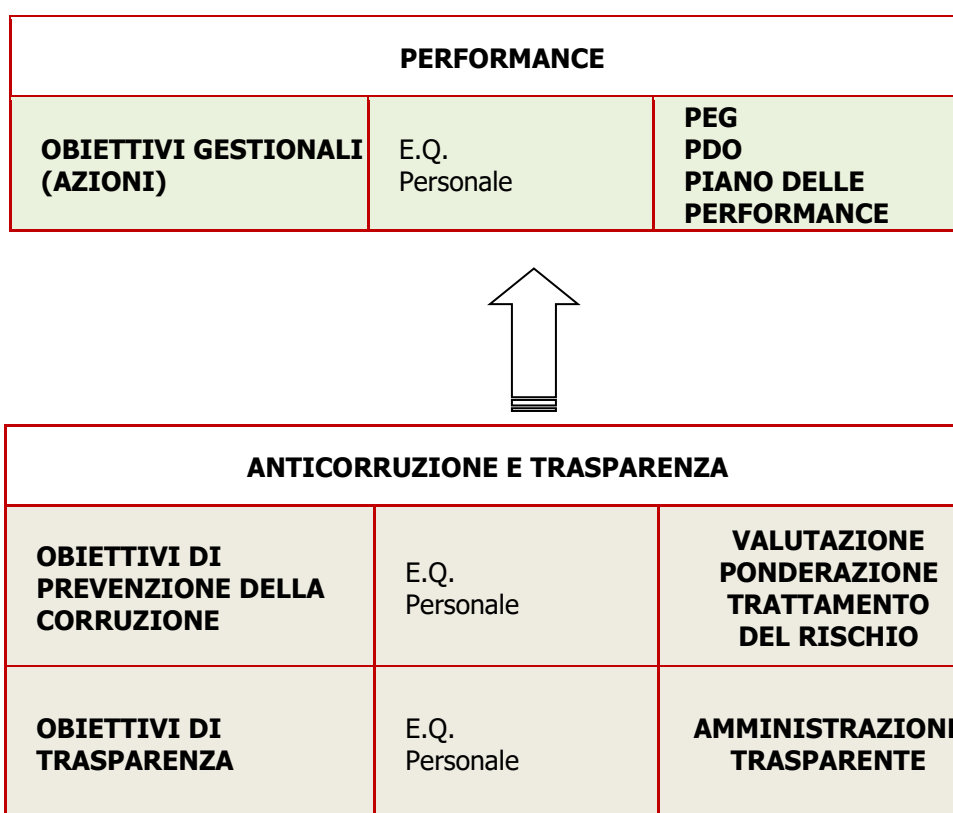 PERFORMANCE
OBIETTIVI GESTIONALI
(AZIONI)
E.Q.
Personale
PEG
PDO
PIANO DELLE
PERFORMANCE
ANTICORRUZIONE E TRASPARENZA
OBIETTIVI DI
PREVENZIONE DELLA
CORRUZIONE
E.Q.
Personale
VALUTAZIONE
PONDERAZIONE
TRATTAMENTO
DEL RISCHIO
OBIETTIVI DI
TRASPARENZA
E.Q.
Personale
AMMINISTRAZIONE
TRASPARENTE